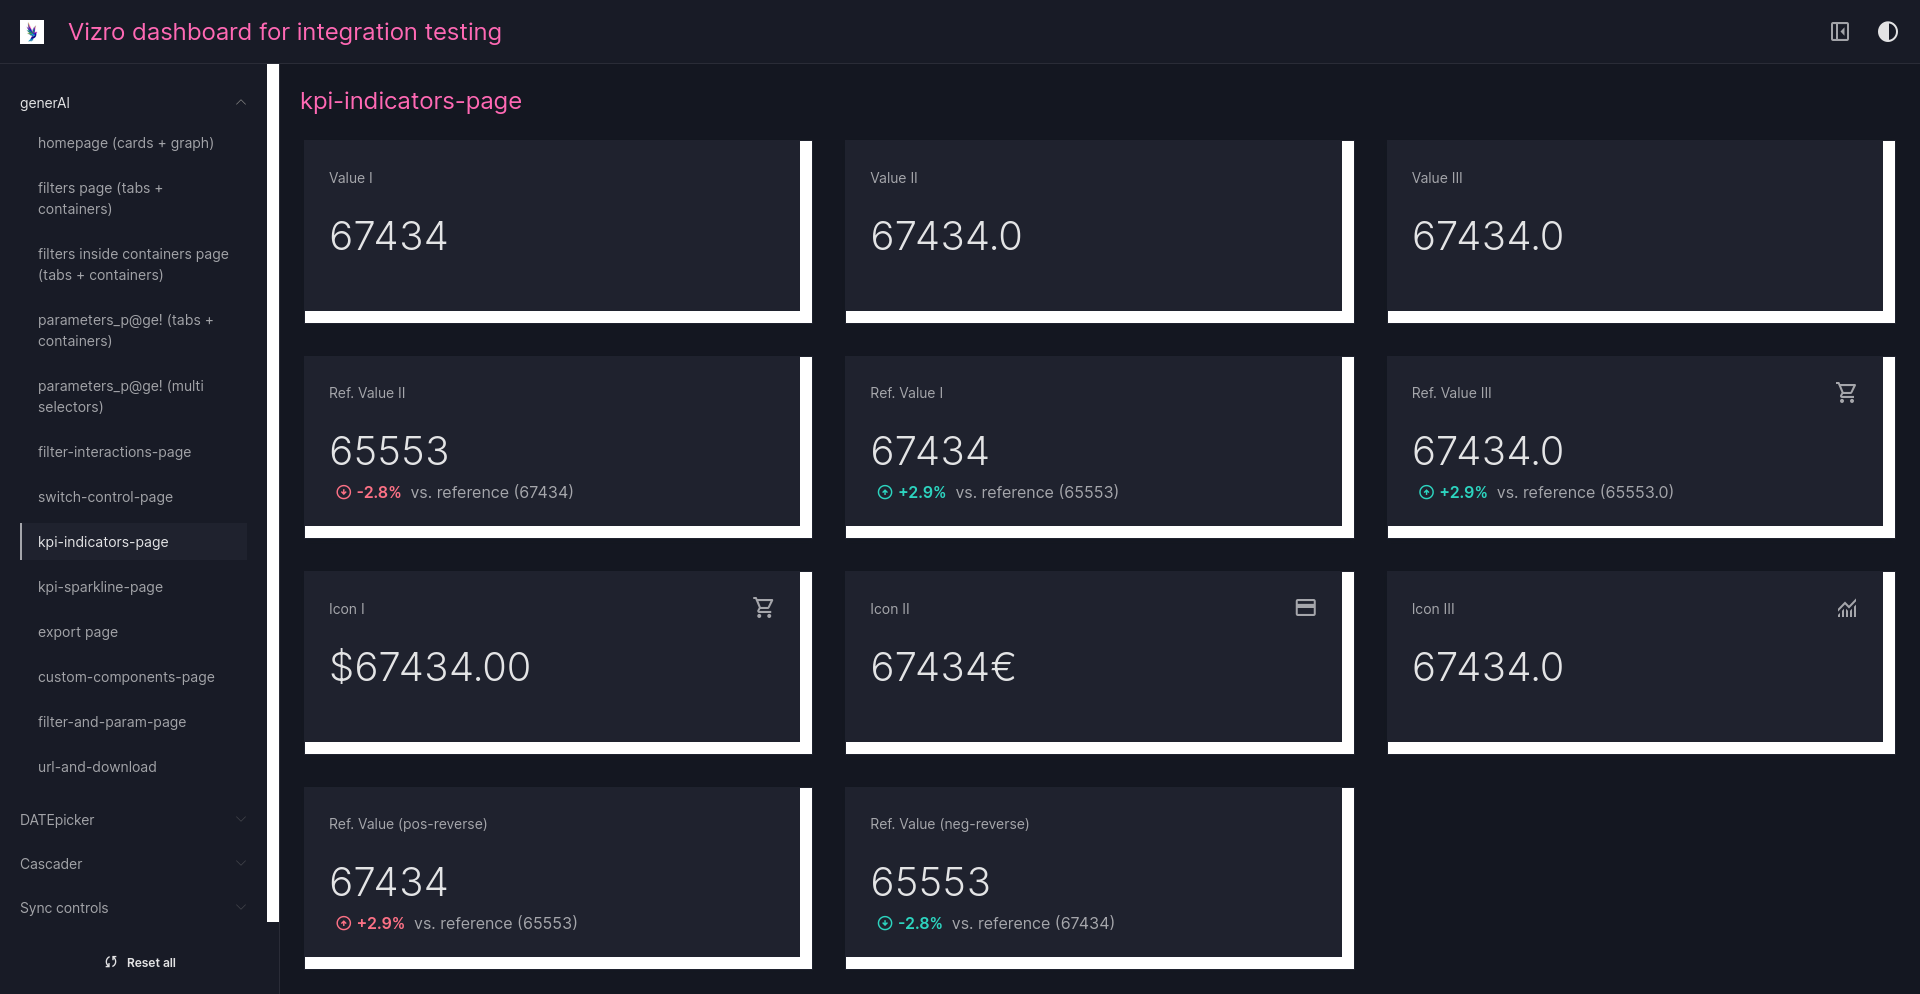 Vizro dashboard for integration testing
generAI
homepage (cards + graph)
filters page (tabs +
containers)
filters inside containers page
(tabs + containers)
parameters_p@ge! (tabs +
containers)
parameters_p@ge! (multi
selectors)
filter-interactions-page
switch-control-page
kpi-indicators-page
kpi-sparkline-page
export page
custom-components-page
filter-and-param-page
url-and-download
DATEpicker
Cascader
Sync controls
Reset all
kpi-indicators-page
Value I
67434
Value II
67434.0
Value III
67434.0
Ref. Value II
65553
-2.8% vs. reference (67434)
Ref. Value I
67434
+2.9% vs. reference (65553)
Ref. Value III
67434.0
+2.9% vs. reference (65553.0)
Icon I
$67434.00
Icon II
67434€
Icon III
67434.0
Ref. Value (pos-reverse)
67434
+2.9% vs. reference (65553)
Ref. Value (neg-reverse)
65553
-2.8% vs. reference (67434)